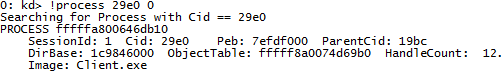 0: kd> !process 29e0 0
Searching for Process with Cid == 29e0
PROCESS fffffa800646db10
    SessionId: 1  Cid: 29e0    Peb: 7efdf000  ParentCid: 19bc
    DirBase: 1c9846000  ObjectTable: fffff8a0074d69b0  HandleCount:  12.
    Image: Client.exe